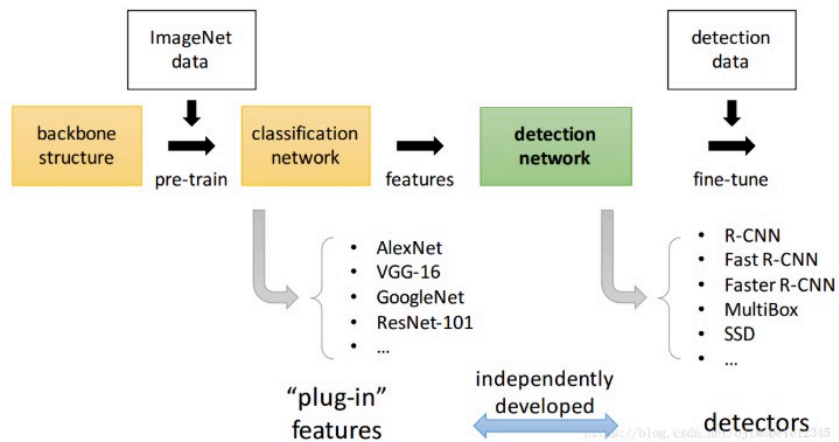 ImageNet
data
detection
data
backbone
structure
pre-train
classification
network
features
detection
network
fine-tune
• AlexNet
• VGG-16
• GoogleNet
• ResNet-101
• ...
• R-CNN
• Fast R-CNN
• Faster R-CNN
• MultiBox
• SSD
• ...
“plug-in”
features
independently
developed
detectors